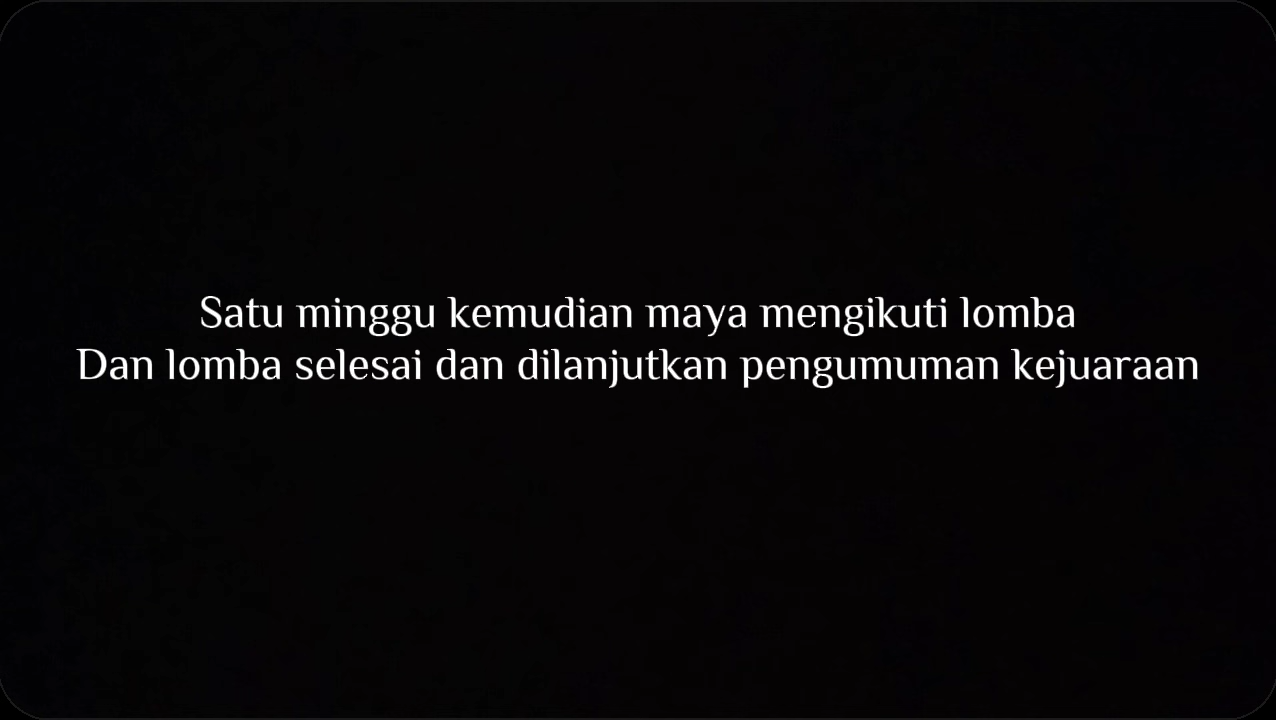 Satu minggu kemudian maya mengikuti lomba
Dan lomba selesai dan dilanjutkan pengumuman kejuaraan